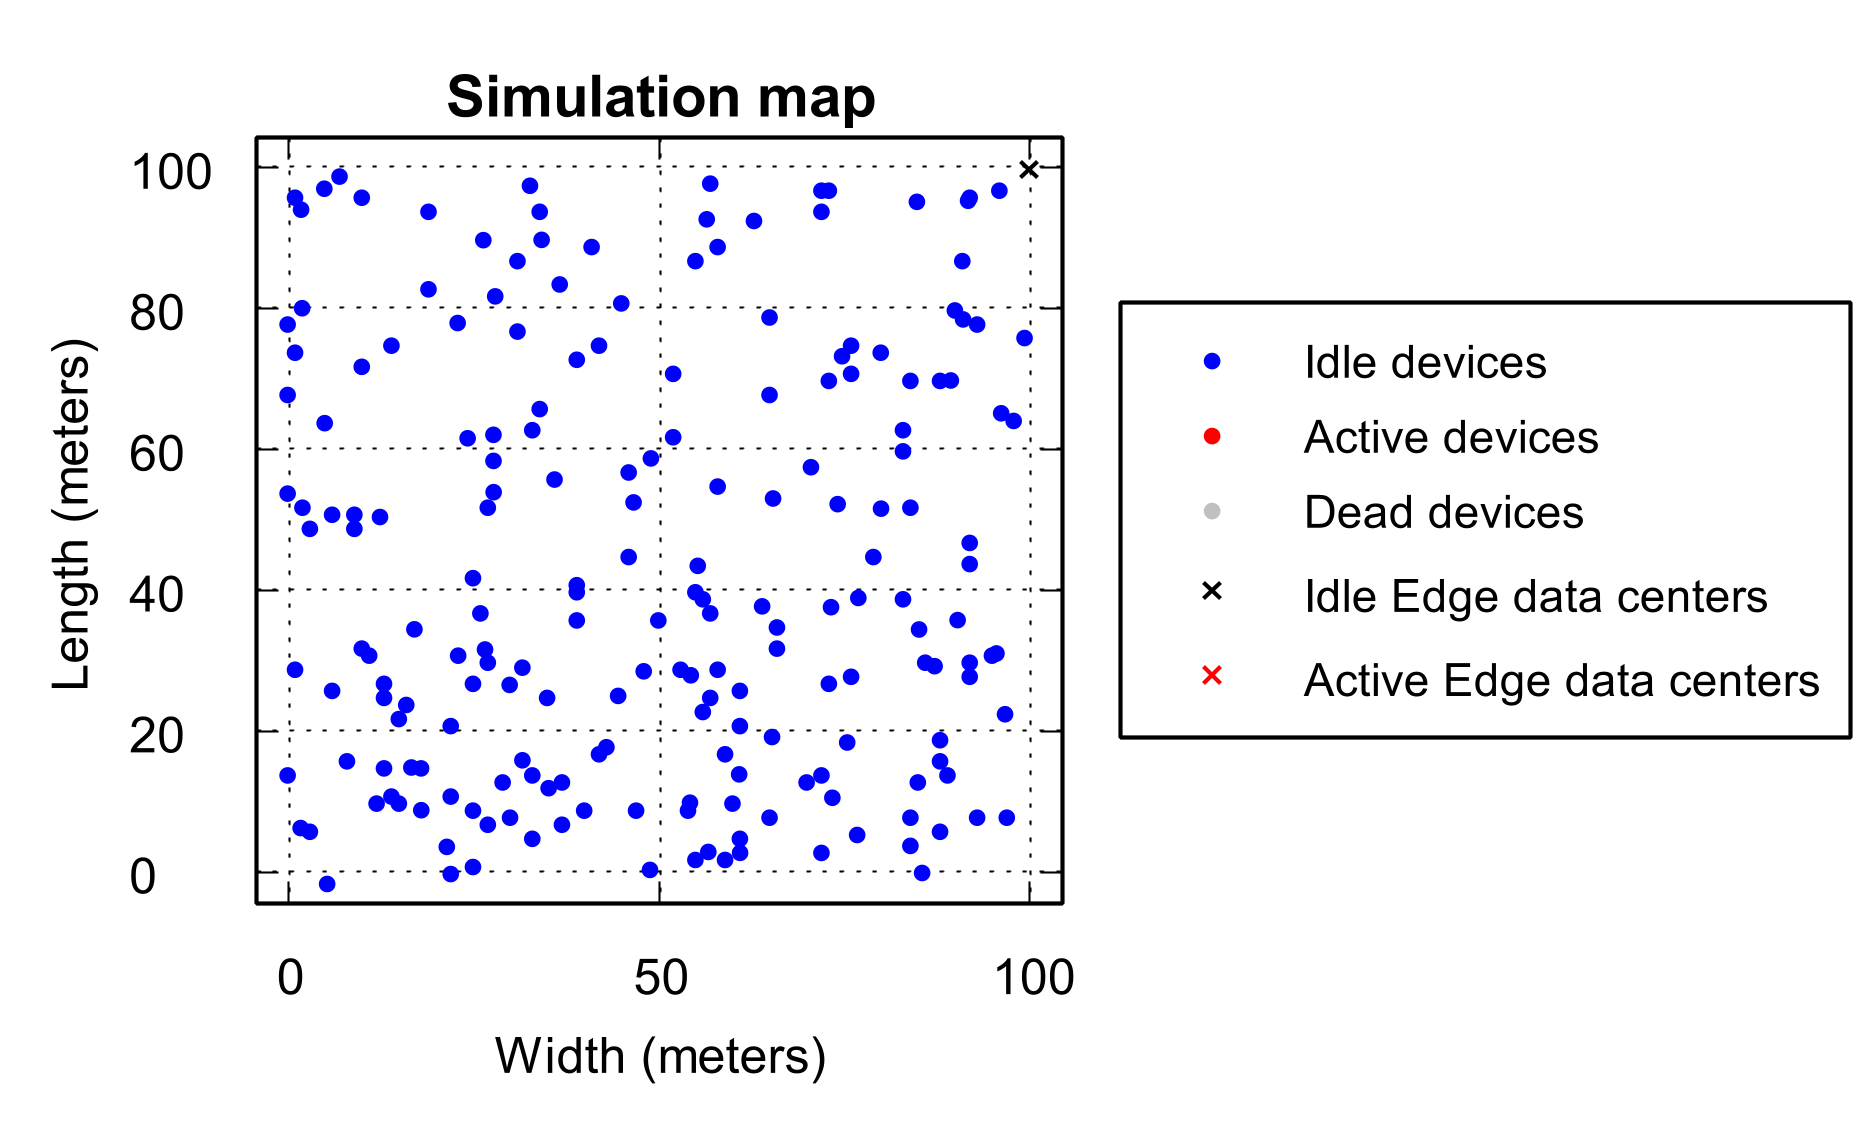 Simulation map
100
80
60
40
20
0
Length (meters)
0 50 100
Width (meters)
Idle devices
Active devices
Dead devices
Idle Edge data centers
Active Edge data centers